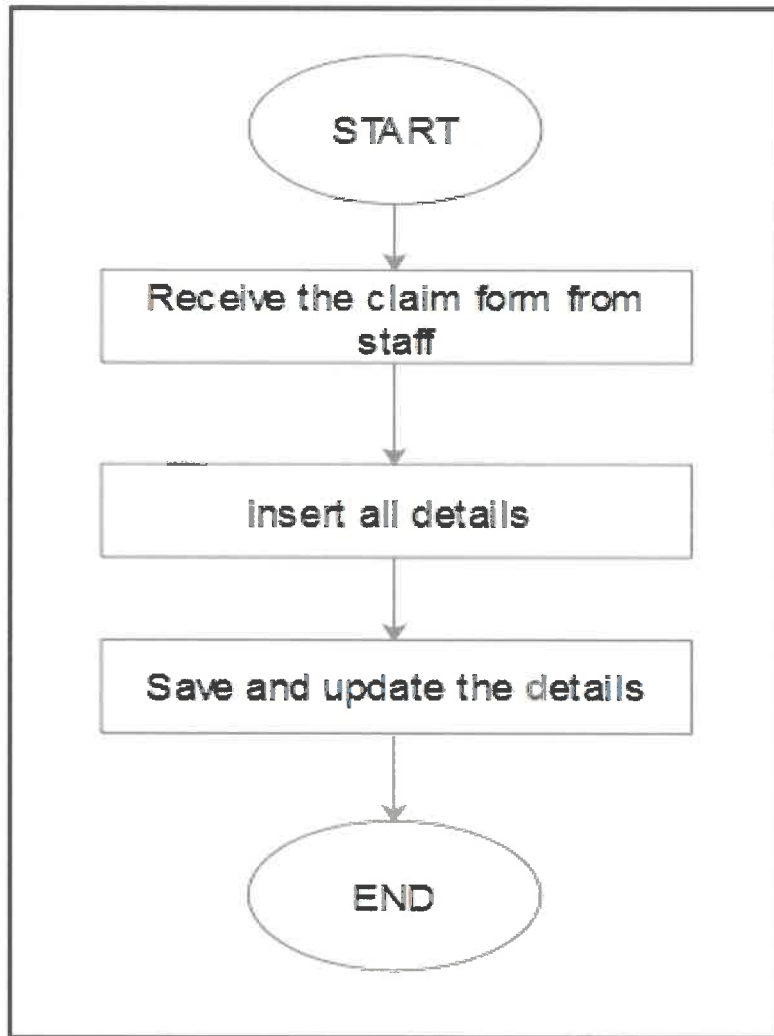 START
Receive the claim form from
staff
insert all details
Save and update the details
END